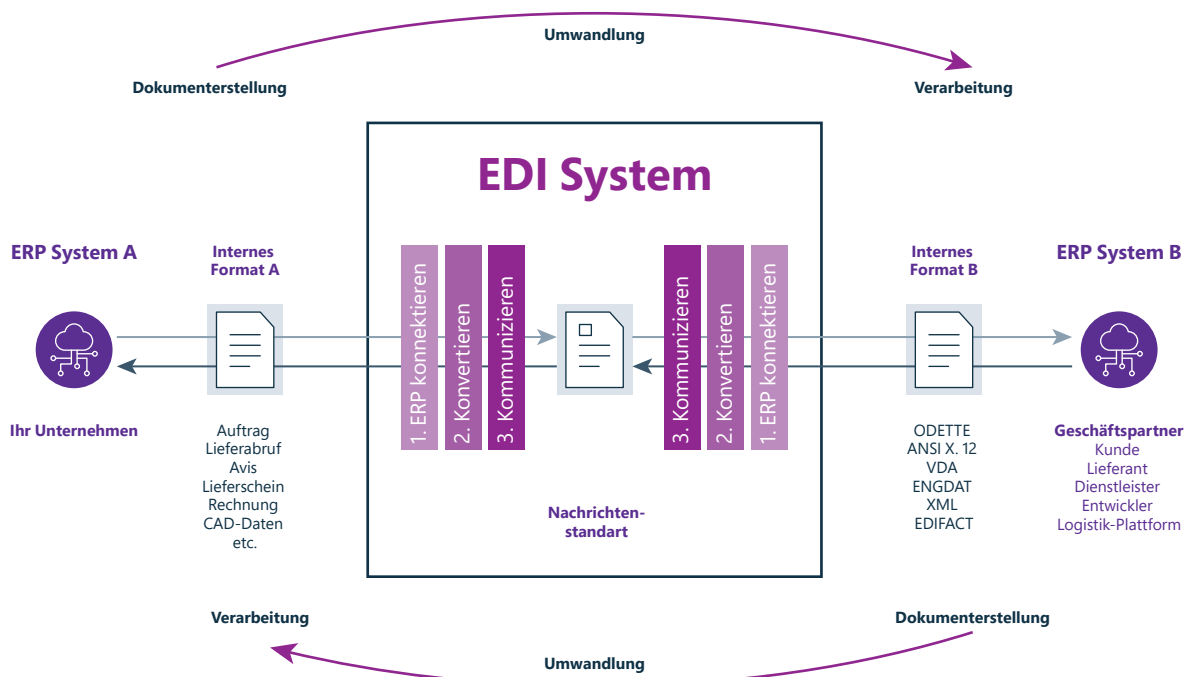 Umwandlung
Dokumenterstellung
Verarbeitung
EDI System
ERP System A
Internes
Format A
1. ERP konnektieren
2. Konvertieren
3. Kommunizieren
3. Kommunizieren
2. Konvertieren
1. ERP konnektieren
Internes
Format B
ERP System B
Ihr Unternehmen
Auftrag
Lieferabruf
Avis
Lieferschein
Rechnung
CAD-Daten
etc.
Nachrichten-
standart
ODETTE
ANSI X. 12
VDA
ENGDAT
XML
EDIFACT
Geschäftspartner
Kunde
Lieferant
Dienstleister
Entwickler
Logistik-Plattform
Verarbeitung
Dokumenterstellung
Umwandlung